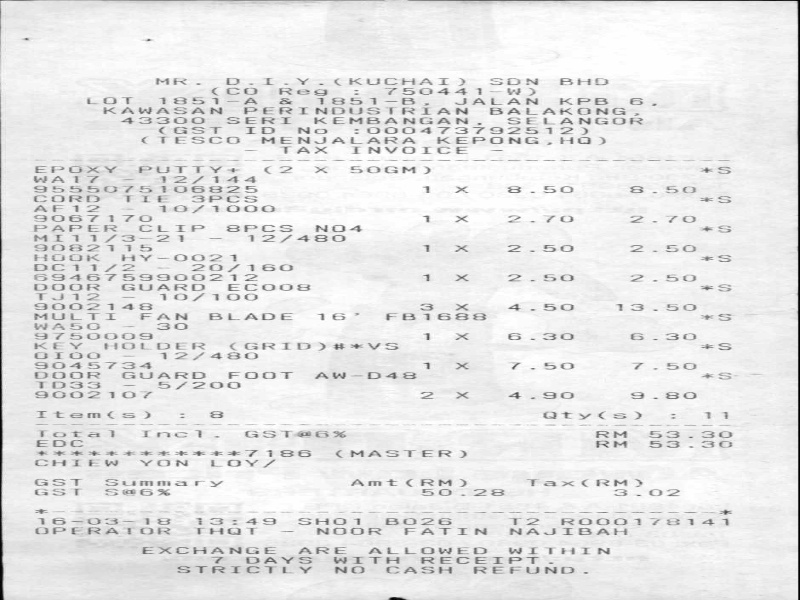 MR. D.I.Y.(KUCHAI) SDN BHD
(CO Reg : 750441-W)
LOT 1851-A & 1851-B, JALAN KPB 6,
KAWASAN PERINDUSTRIAN BALAKONG,
43300 SERI KEMBANGAN, SELANGOR
(GST ID No :000473792512)
(TESCO MENJALARA KEPONG,HQ)
- TAX INVOICE -
EPOXY PUTTY+ (2 X 50GM) *S
WA17 - 12/144
9555075106825 1 X 8.50 8.50
CORD TIE 3PCS *S
AF12 - 10/1000
9067170 1 X 2.70 2.70
PAPER CLIP 8PCS NO4 *S
MI11/3-21 - 12/480
9082115 1 X 2.50 2.50
HOOK HY-0021 *S
DC11/2 - 20/160
6946759900212 1 X 2.50 2.50
DOOR GUARD EC008 *S
TJ12 - 10/100
9002148 3 X 4.50 13.50
MULTI FAN BLADE 16' FB1688 *S
WA50 - 30
9750009 1 X 6.30 6.30
KEY HOLDER (GRID)#*VS *S
OI00 - 12/480
9045734 1 X 7.50 7.50
DOOR GUARD FOOT AW-D48 *S
TD33 - 5/200
9002107 2 X 4.90 9.80
Item(s) : 8 Qty(s) : 11
Total Incl. GST@6% RM 53.30
EDC RM 53.30
************7186 (MASTER)
CHIEW YON LOY/
GST Summary Amt(RM) Tax(RM)
GST S@6% 50.28 3.02
16-03-18 13:49 SH01 B026 T2 R000178141
OPERATOR THQT - NOOR FATIN NAJIBAH
EXCHANGE ARE ALLOWED WITHIN
7 DAYS WITH RECEIPT.
STRICTLY NO CASH REFUND.